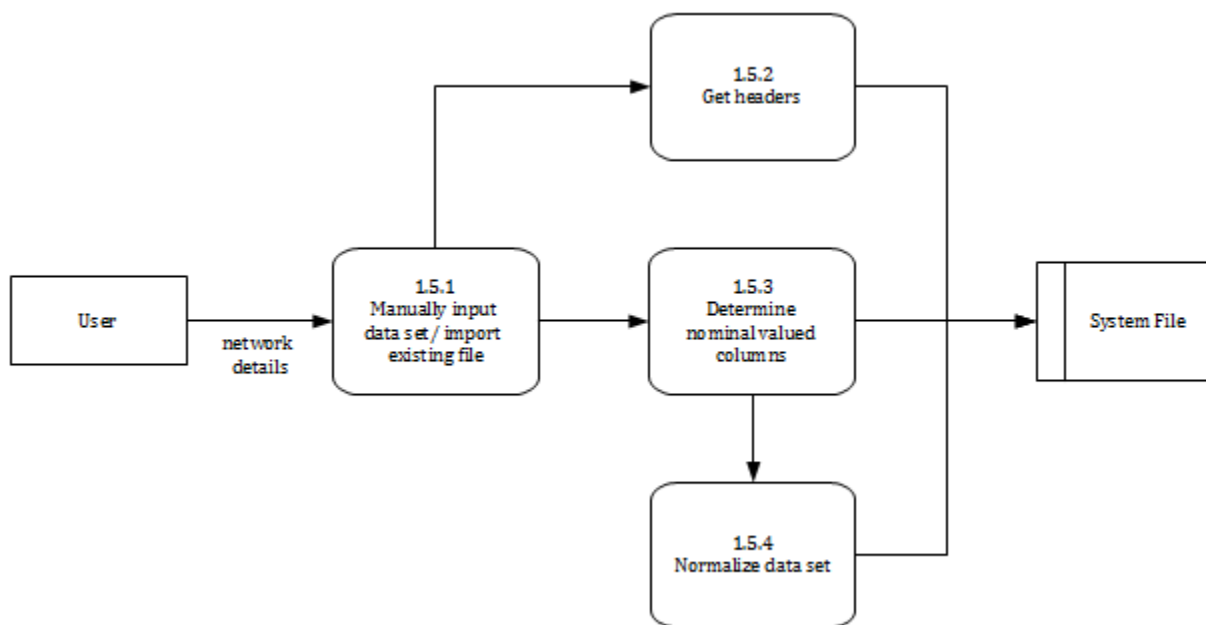 1.5.2
Get headers
User
network
details
1.5.1
Manually input
data set/ import
existing file
1.5.3
Determine
nominal valued
columns
System File
1.5.4
Normalize data set